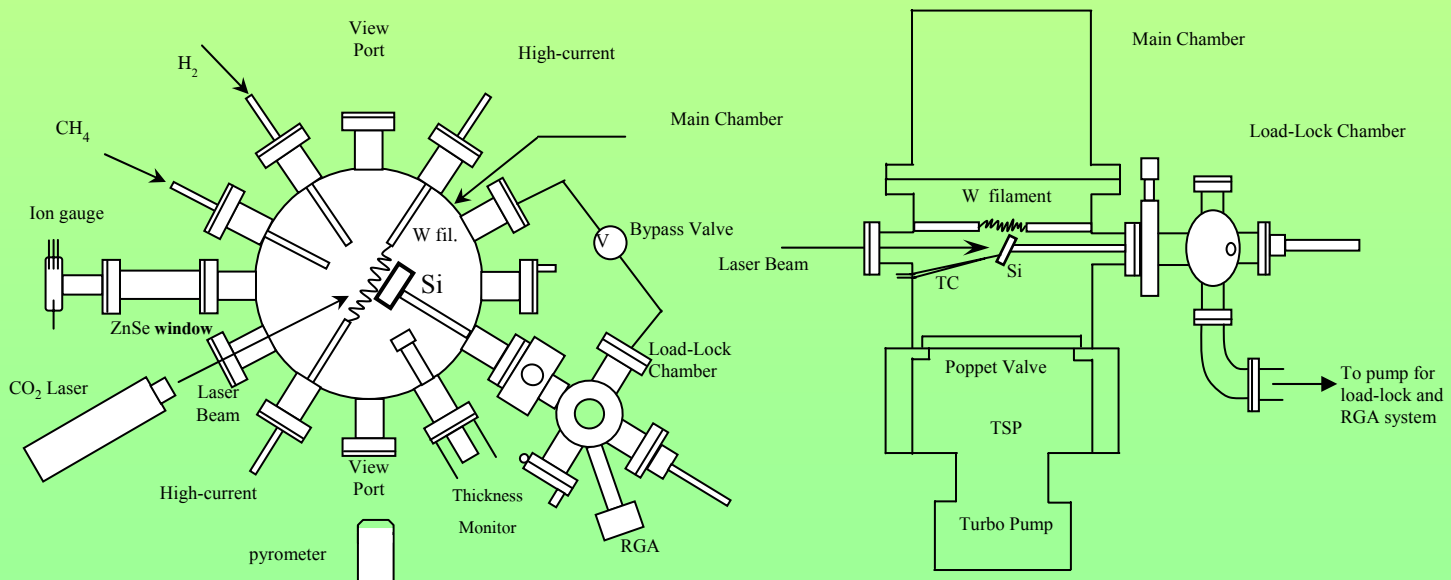 View
Port
High-current
H2
CH4
Main Chamber
Ion gauge
W fil.
Bypass Valve
V
Si
ZnSe window
CO2 Laser
Laser
Beam
Load-Lock
Chamber
High-current
View
Port
Thickness
Monitor
RGA
pyrometer
Main Chamber
Load-Lock Chamber
W filament
Laser Beam
TC
Si
Poppet Valve
To pump for
load-lock and
RGA system
TSP
Turbo Pump